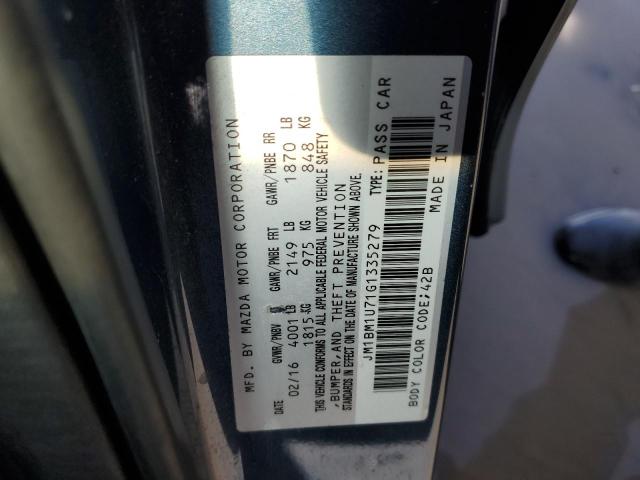 MFD. BY MAZDA MOTOR CORPORATION
DATE GVWR/PNBV GAWR/PNBE FRT GAWR/PNBE RR
02/16 4001 LB 2149 LB 1870 LB
1815 KG 975 KG 848 KG
THIS VEHICLE CONFORMS TO ALL APPLICABLE FEDERAL MOTOR VEHICLE SAFETY
, BUMPER, AND THEFT PREVENTION
STANDARDS IN EFFECT ON THE DATE OF MANUFACTURE SHOWN ABOVE.
JM1BM1U71G1335279 TYPE: PASS CAR
BODY COLOR CODE;42B MADE IN JAPAN